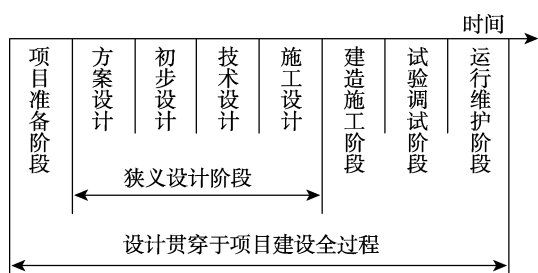 时间
项目准备阶段
方案设计
初步设计
技术设计
施工设计
建造施工阶段
试验调试阶段
运行维护阶段
狭义设计阶段
设计贯穿于项目建设全过程